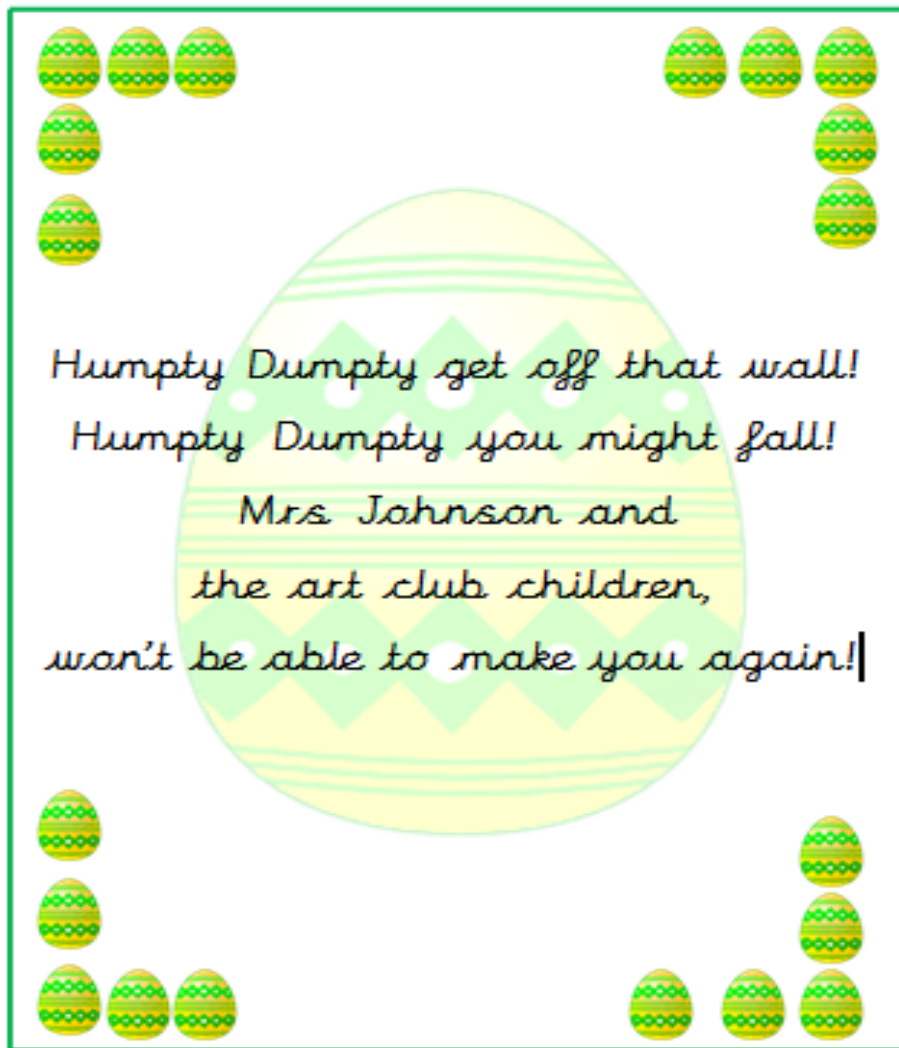 Humpty Dumpty get off that wall!
Humpty Dumpty you might fall!
Mrs Johnson and
the art club children,
won't be able to make you again!